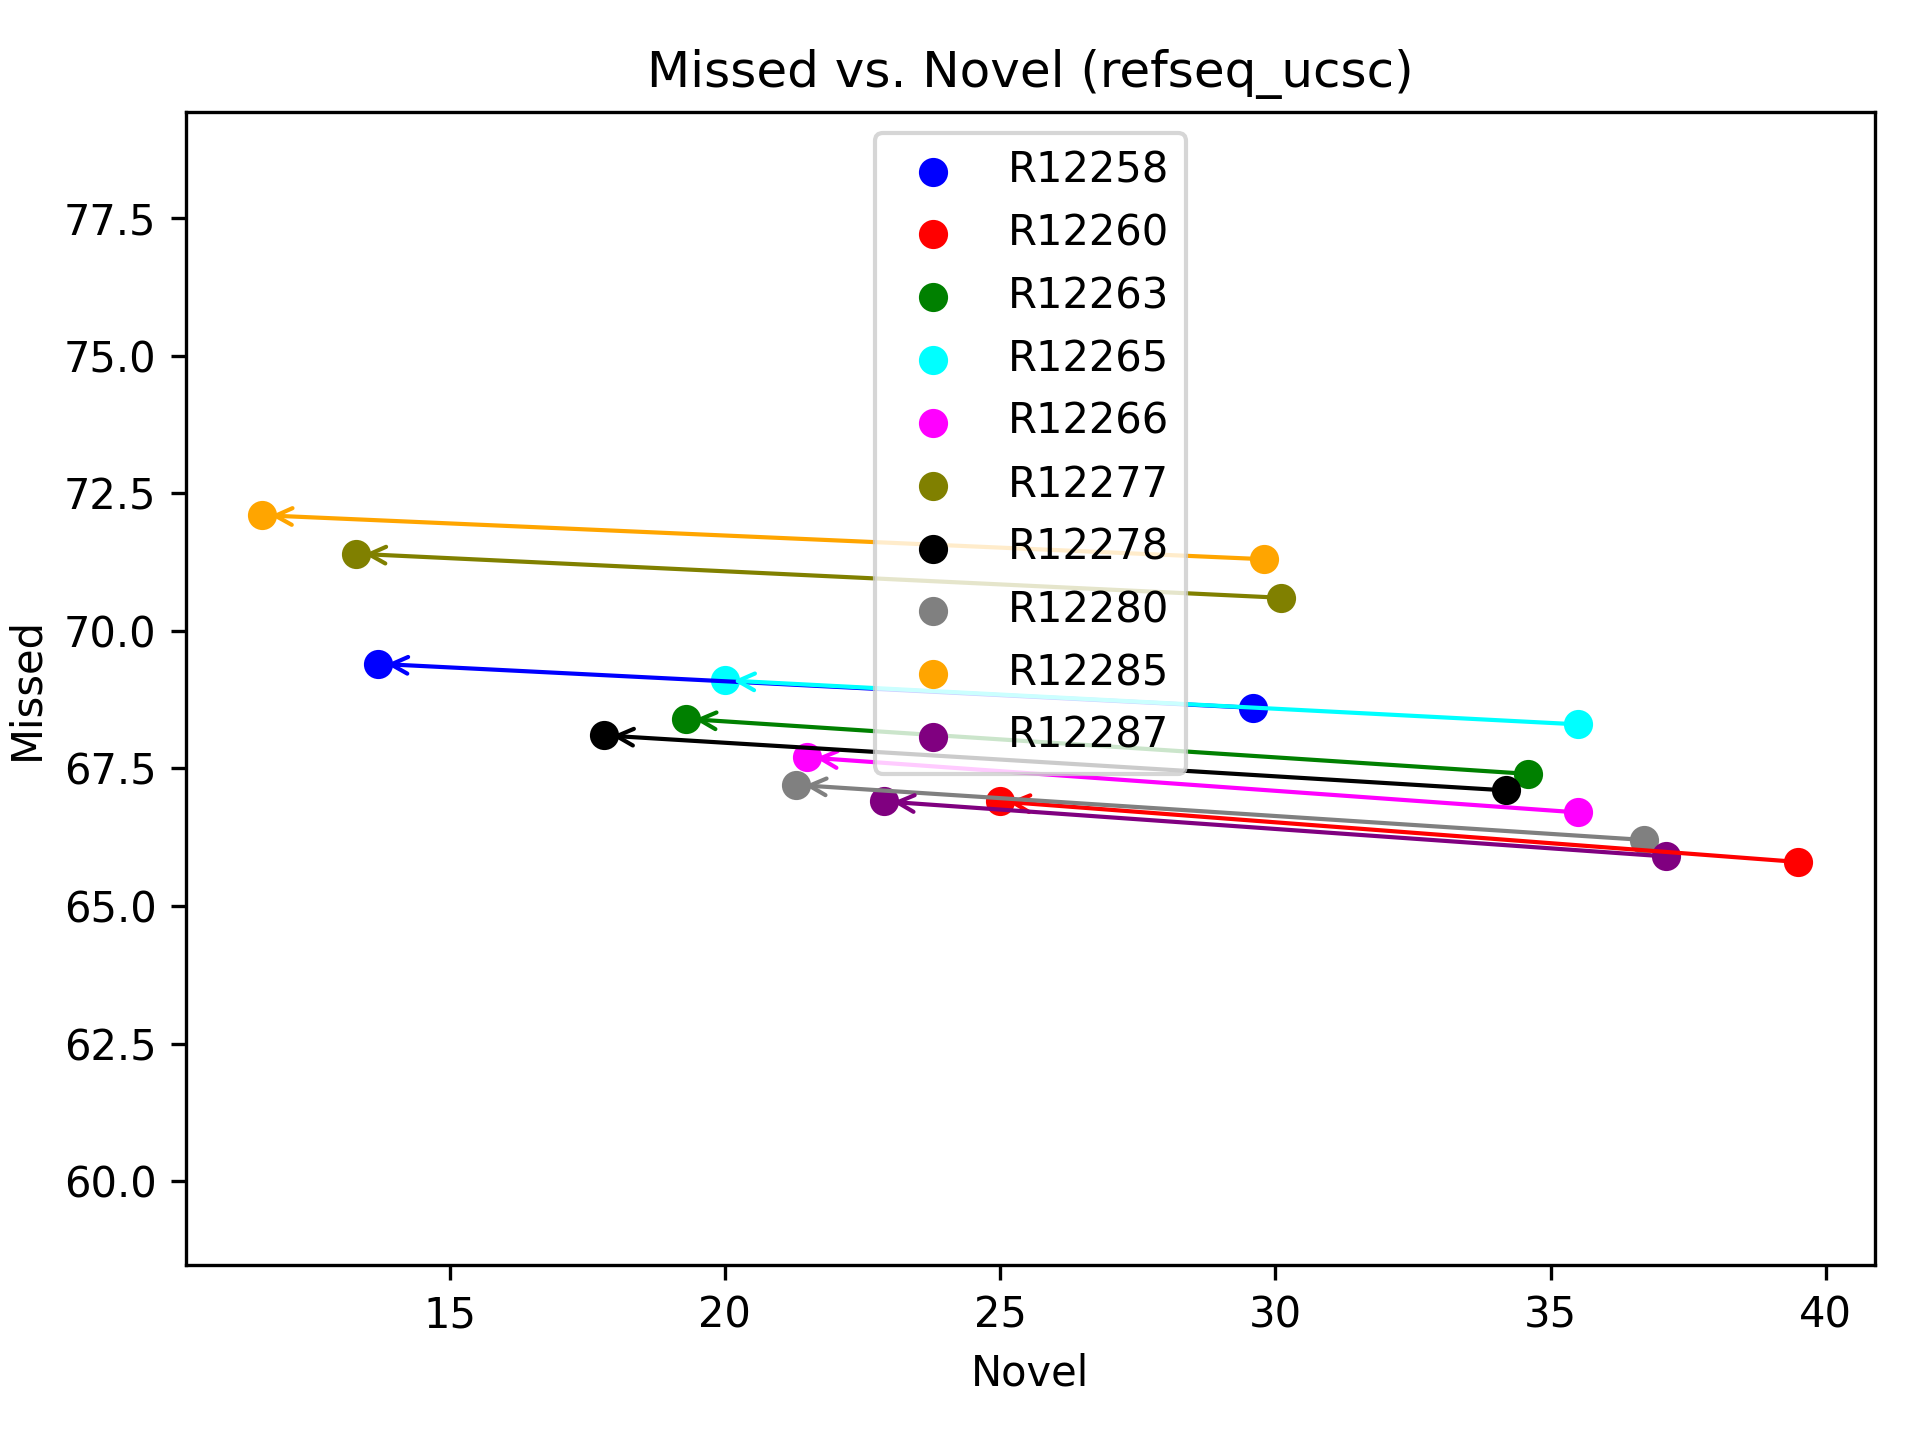 Missed vs. Novel (refseq_ucsc)
R12258
R12260
R12263
R12265
R12266
R12277
R12278
R12280
R12285
R12287
77.5
75.0
72.5
70.0
67.5
65.0
62.5
60.0
Missed
15 20 25 30 35 40
Novel